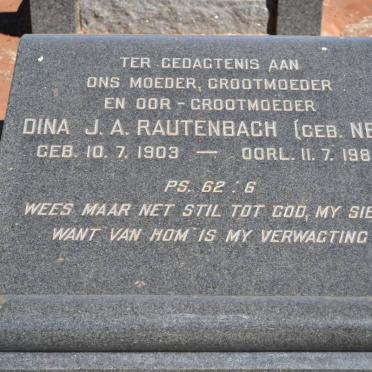 TER GEDAGTENIS AAN
ONS MOEDER, GROOTMOEDER
EN OOR-GROOTMOEDER
DINA J. A. RAUTENBACH (GEB. NE
GEB. 10. 7. 1903 — OORL. 11. 7. 198
PS. 62 : 6
WEES MAAR NET STIL TOT GOD, MY SIE
WANT VAN HOM IS MY VERWAGTING